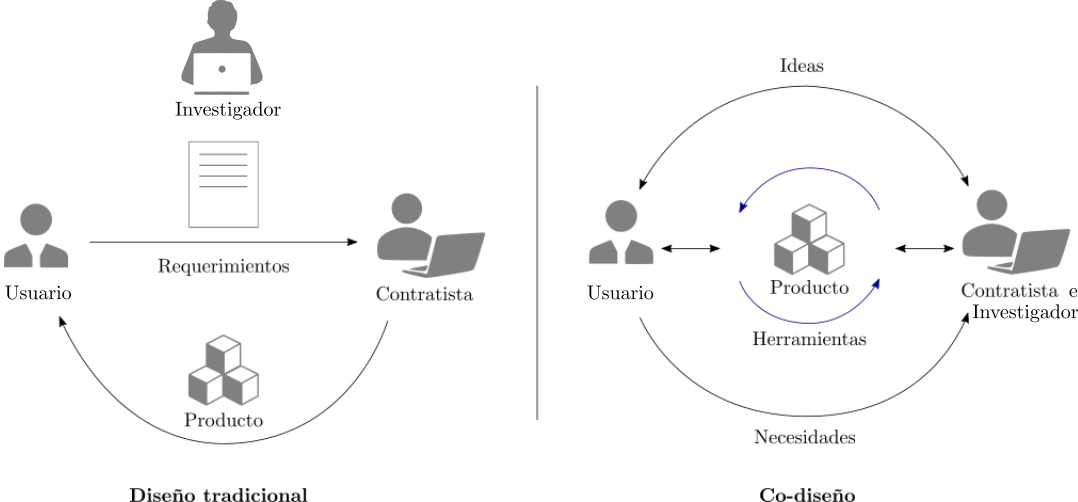 Investigador
Requerimientos
Usuario
Contratista
Producto
Diseño tradicional
Ideas
Usuario
Producto
Contratista e
Investigador
Herramientas
Necesidades
Co-diseño